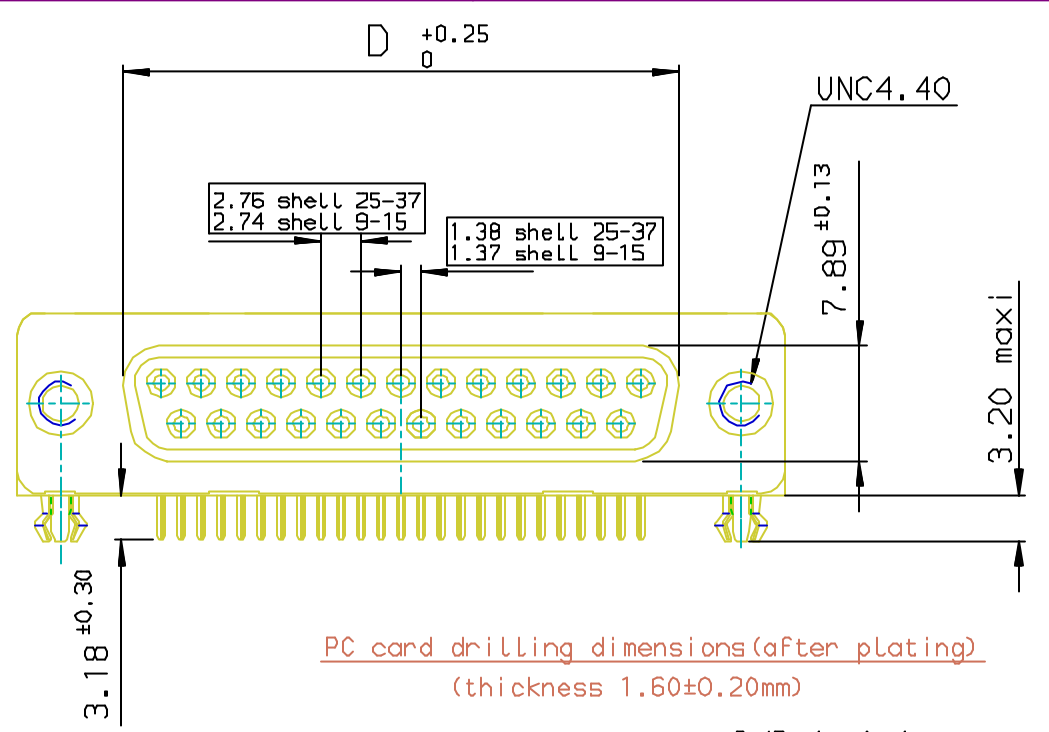 D +0.25
0
UNC4.40
2.76 shell 25-37
2.74 shell 9-15
1.38 shell 25-37
1.37 shell 9-15
7.89 ±0.13
3.20 maxi
3.18 ±0.30
PC card drilling dimensions(after plating)
(thickness 1.60±0.20mm)